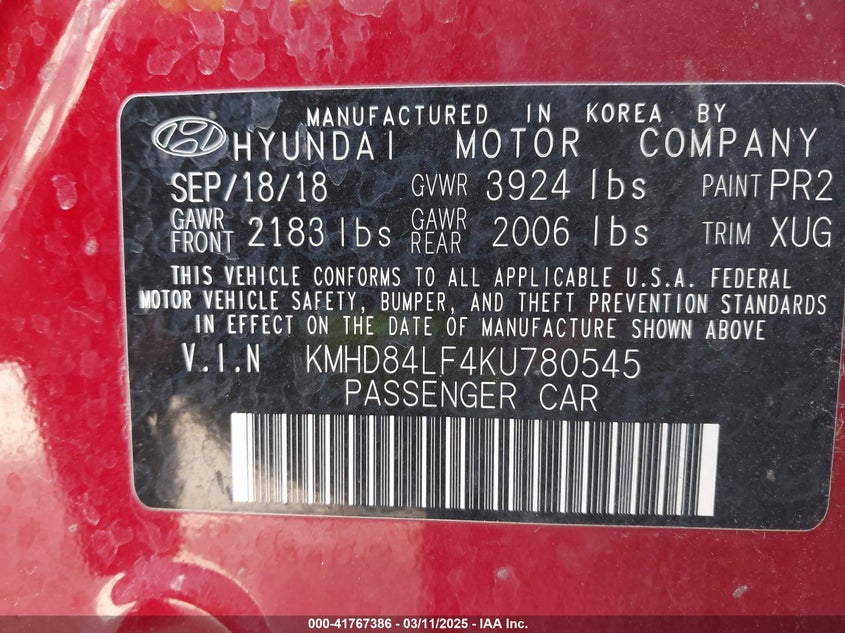 MANUFACTURED IN KOREA BY
HYUNDAI MOTOR COMPANY
SEP/18/18 GVWR 3924 lbs PAINT PR2
GAWR FRONT 2183 lbs GAWR REAR 2006 lbs TRIM XUG
THIS VEHICLE CONFORMS TO ALL APPLICABLE U.S.A. FEDERAL
MOTOR VEHICLE SAFETY, BUMPER, AND THEFT PREVENTION STANDARDS
IN EFFECT ON THE DATE OF MANUFACTURE SHOWN ABOVE
V.I.N KMHD84LF4KU780545
PASSENGER CAR
000-41767386 - 03/11/2025 - IAA Inc.